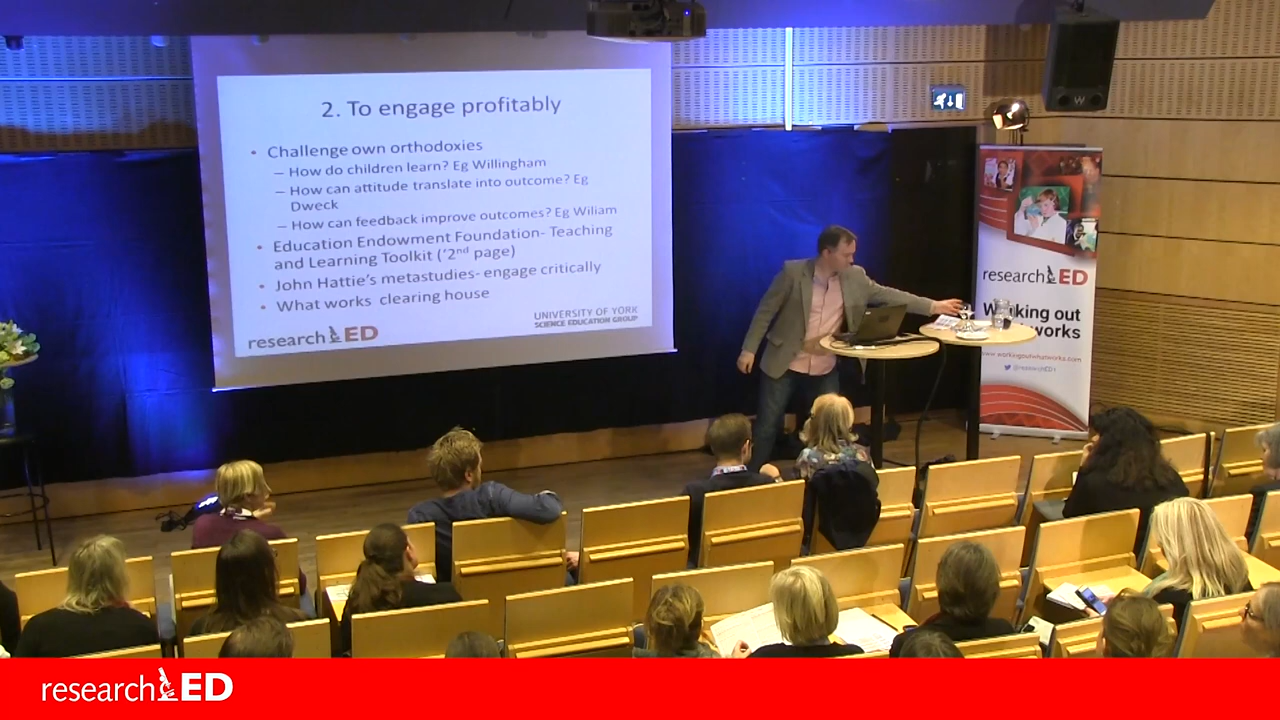 2. To engage profitably
• Challenge own orthodoxies
– How do children learn? Eg Willingham
– How can attitude translate into outcome? Eg
Dweck
– How can feedback improve outcomes? Eg Wiliam
• Education Endowment Foundation- Teaching
and Learning Toolkit ('2nd page)
• John Hattie's metastudies- engage critically
• What works clearing house
researchED
UNIVERSITY OF YORK
SCIENCE EDUCATION GROUP
researchED
out
works
www.workingoutwhatworks.com
@researchED1
researchED